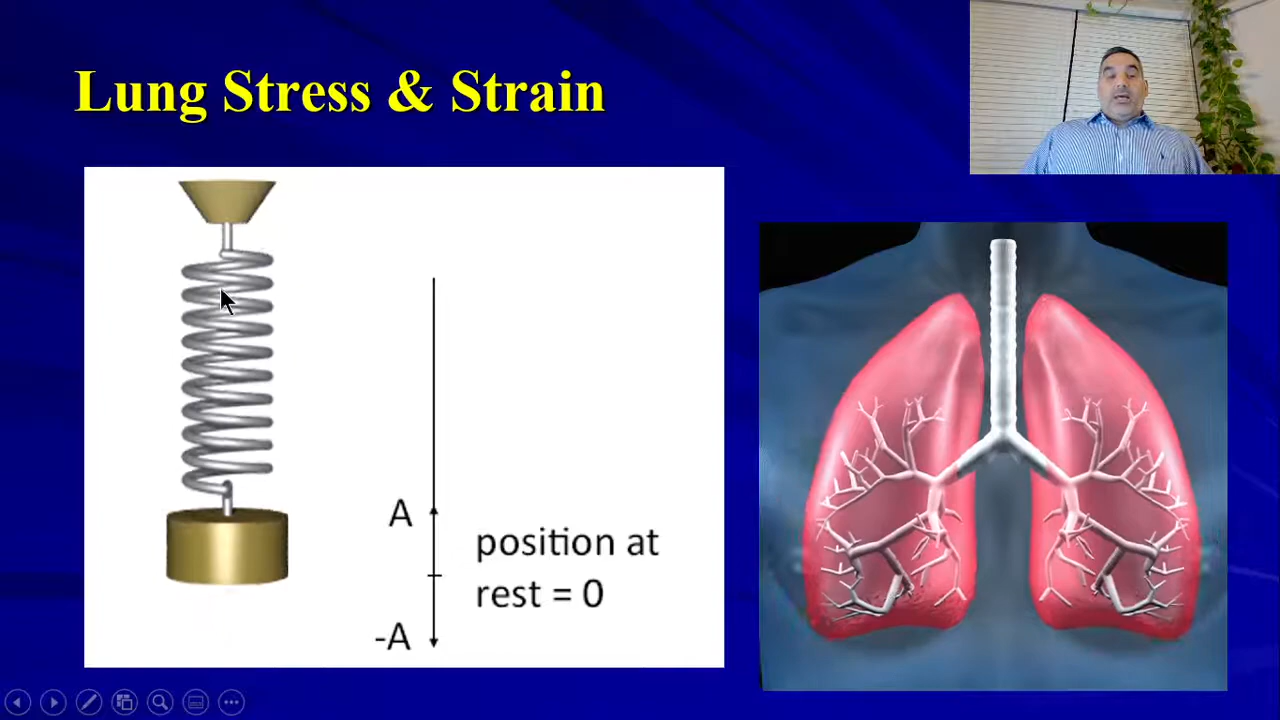 Lung Stress & Strain
A
position at
rest = 0
-A